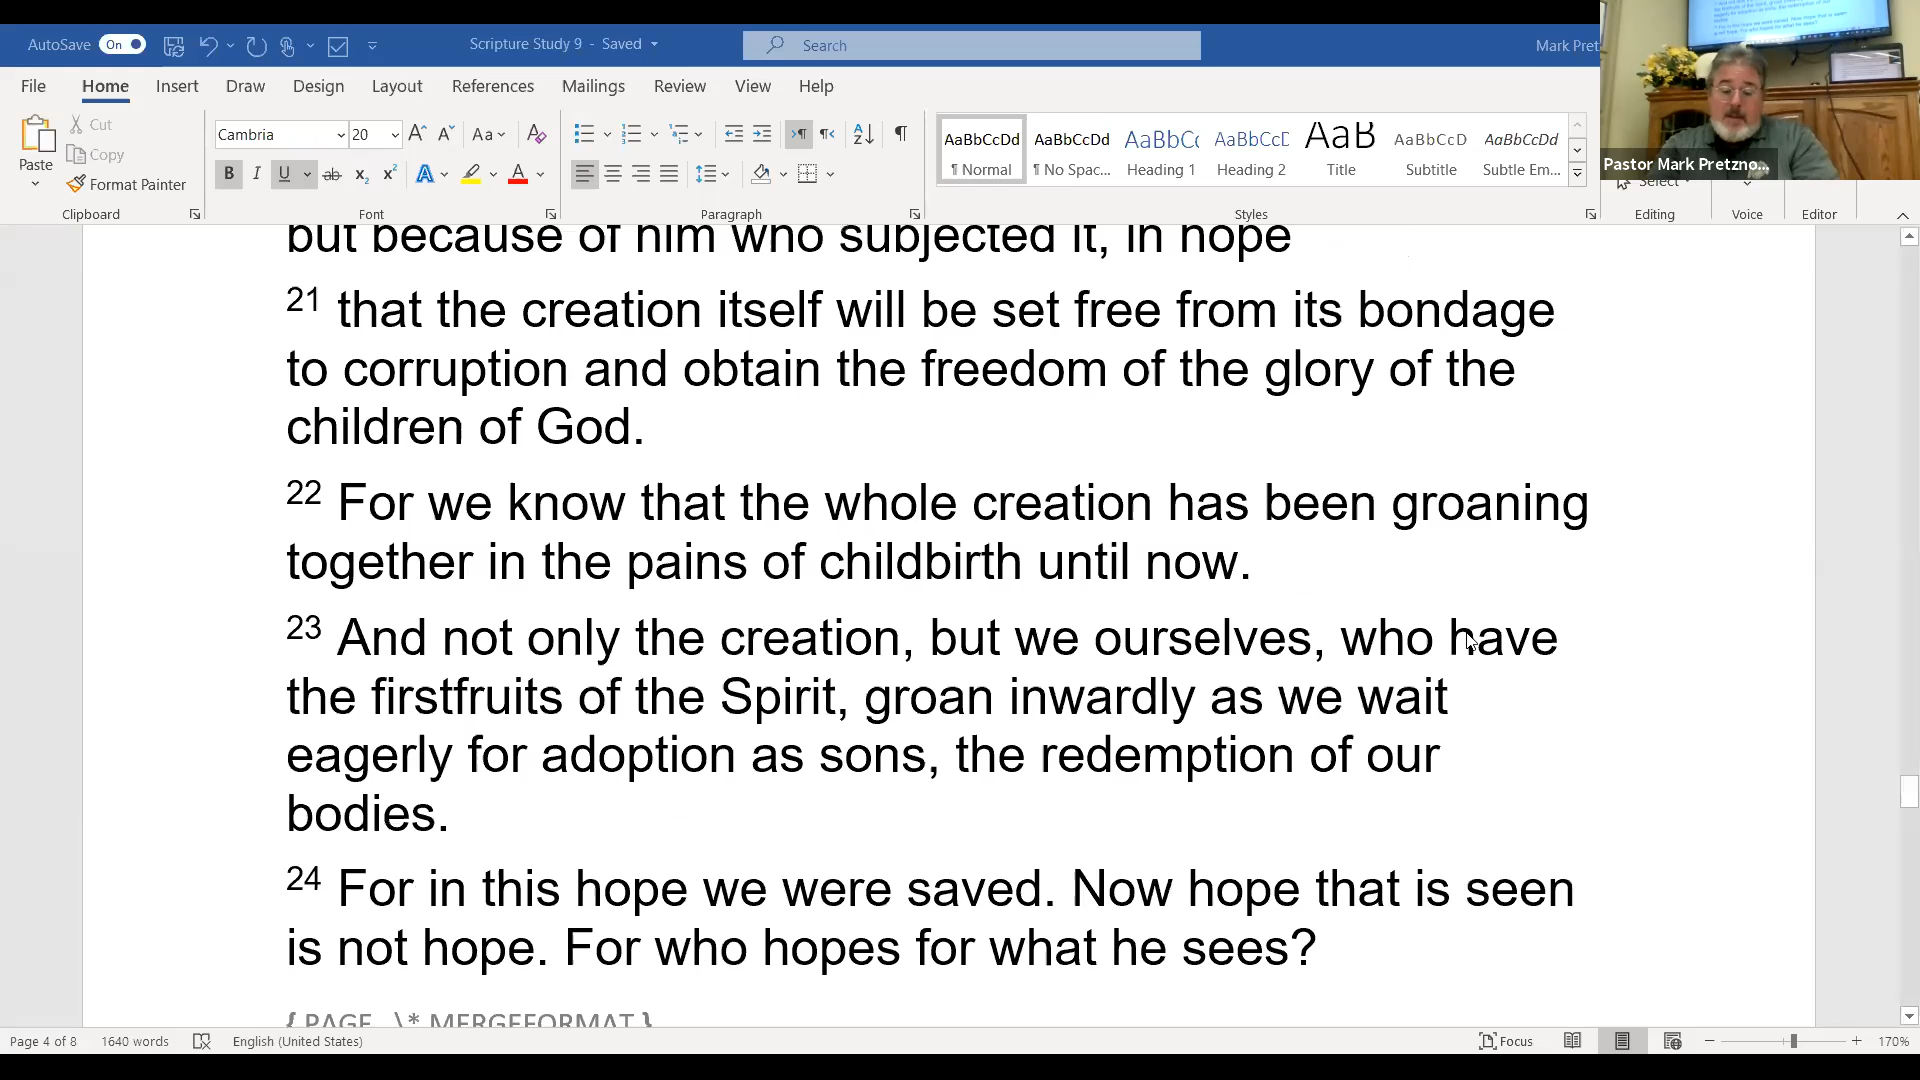 AutoSave On Scripture Study 9 - Saved Search Mark Pret
File Home Insert Draw Design Layout References Mailings Review View Help
Paste
Cut
Copy
Format Painter
Clipboard
Cambria 20
Font
Paragraph
AaBbCcDd AaBbCcDd AaBbCc AaBbCcD AaB AaBbCcD AaBbCcDd
¶ Normal ¶ No Spac... Heading 1 Heading 2 Title Subtitle Subtle Em...
Styles
Select
Editing
Voice
Editor
Pastor Mark Pretzno...
but because of him who subjected it, in hope
21 that the creation itself will be set free from its bondage
to corruption and obtain the freedom of the glory of the
children of God.
22 For we know that the whole creation has been groaning
together in the pains of childbirth until now.
23 And not only the creation, but we ourselves, who have
the firstfruits of the Spirit, groan inwardly as we wait
eagerly for adoption as sons, the redemption of our
bodies.
24 For in this hope we were saved. Now hope that is seen
is not hope. For who hopes for what he sees?
{ PAGE \* MERGEFORMAT }
Page 4 of 8 1640 words English (United States) Focus 170%